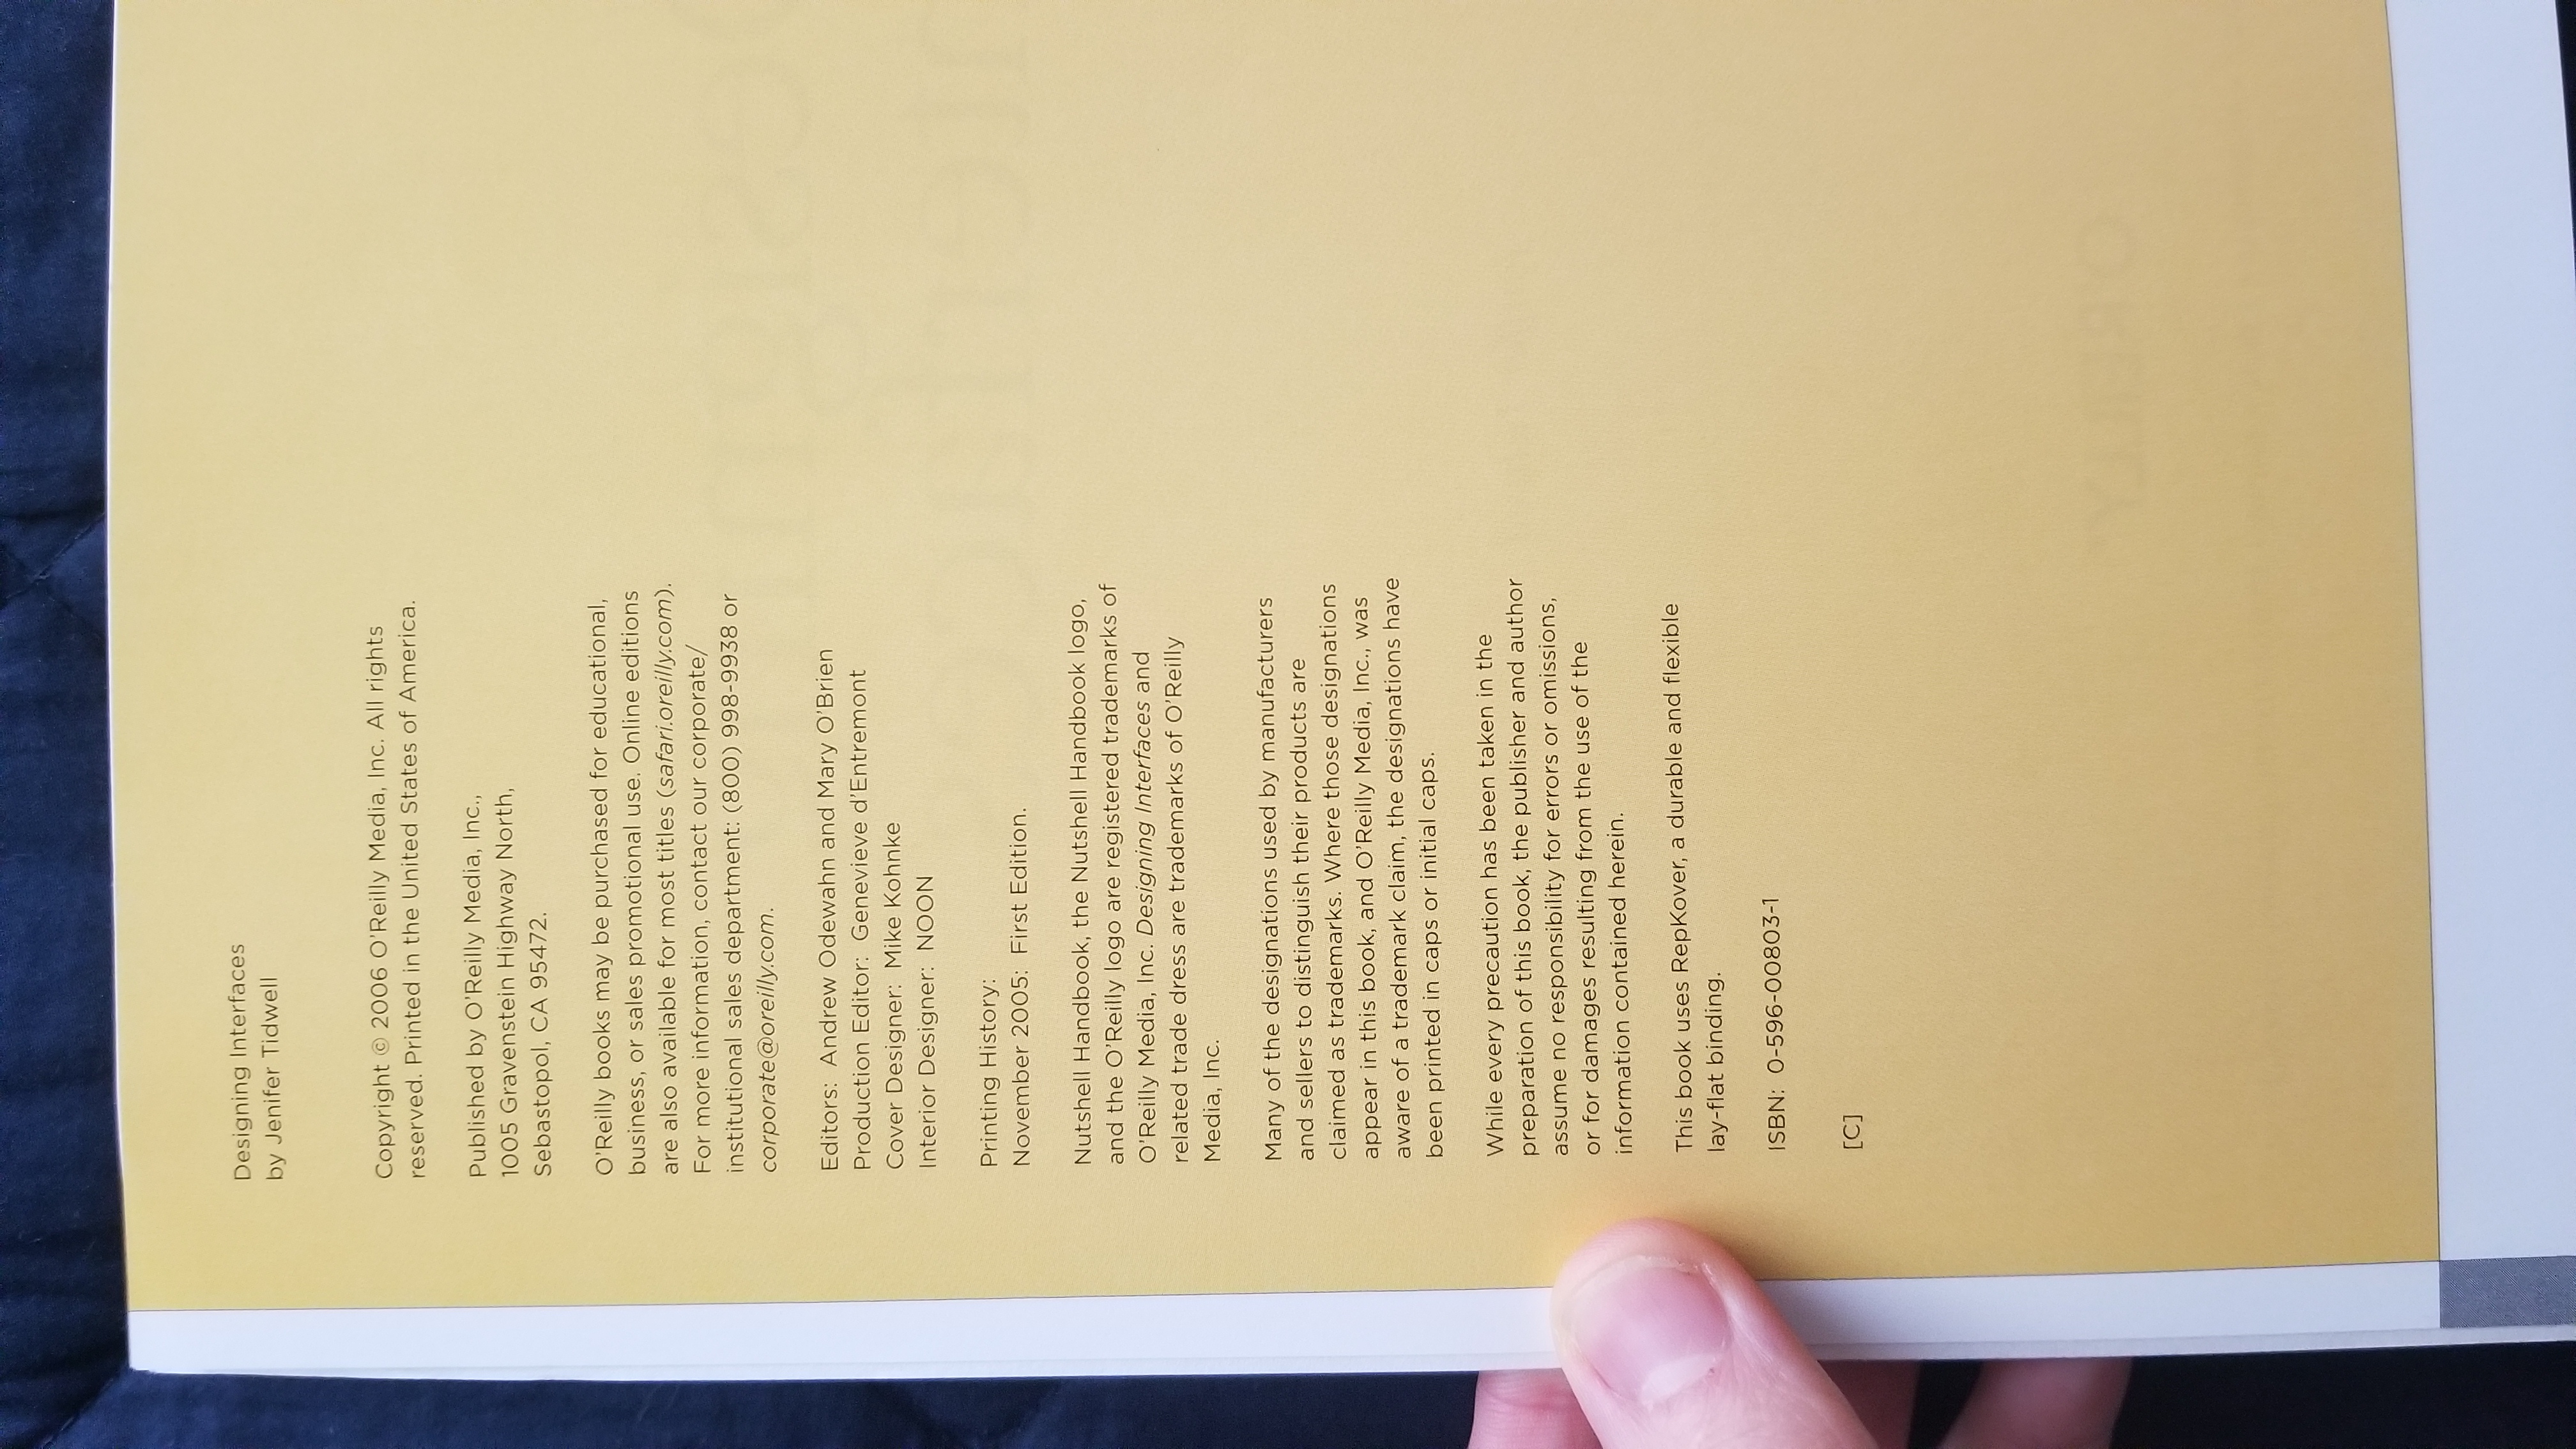 Designing Interfaces
by Jenifer Tidwell
Copyright © 2006 O'Reilly Media, Inc. All rights
reserved. Printed in the United States of America.
Published by O'Reilly Media, Inc.,
1005 Gravenstein Highway North,
Sebastopol, CA 95472.
O'Reilly books may be purchased for educational,
business, or sales promotional use. Online editions
are also available for most titles (safari.oreilly.com).
For more information, contact our corporate/
institutional sales department: (800) 998-9938 or
corporate@oreilly.com.
Editors:  Andrew Odewahn and Mary O'Brien
Production Editor:  Genevieve d'Entremont
Cover Designer:  Mike Kohnke
Interior Designer:  NOON
Printing History:
November 2005:  First Edition.
Nutshell Handbook, the Nutshell Handbook logo,
and the O'Reilly logo are registered trademarks of
O'Reilly Media, Inc. Designing Interfaces and
related trade dress are trademarks of O'Reilly
Media, Inc.
Many of the designations used by manufacturers
and sellers to distinguish their products are
claimed as trademarks. Where those designations
appear in this book, and O'Reilly Media, Inc., was
aware of a trademark claim, the designations have
been printed in caps or initial caps.
While every precaution has been taken in the
preparation of this book, the publisher and author
assume no responsibility for errors or omissions,
or for damages resulting from the use of the
information contained herein.
This book uses RepKover, a durable and flexible
lay-flat binding.
ISBN:  0-596-00803-1
[C]